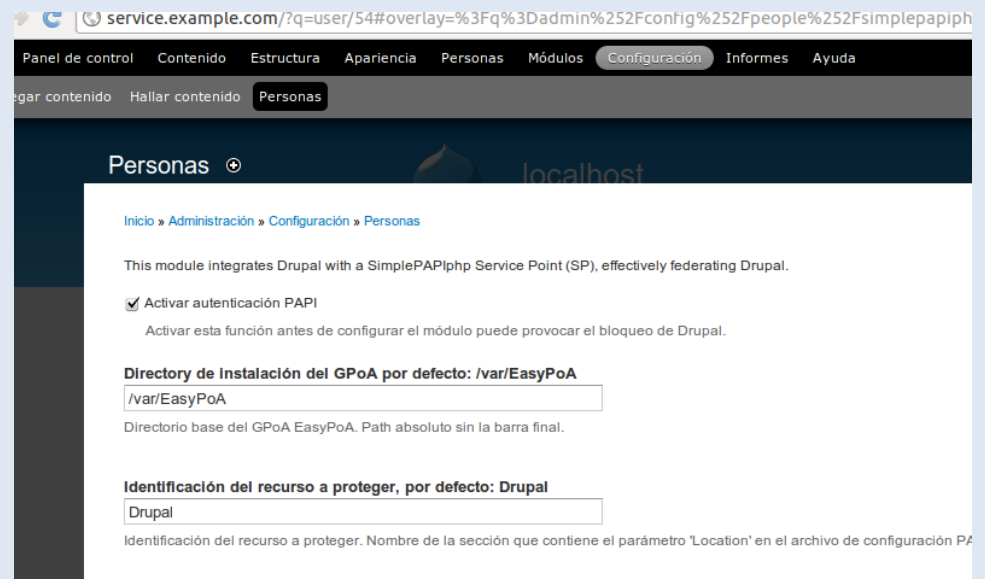 service.example.com/?q=user/54#overlay=%3Fq%3Dadmin%252Fconfig%252Fpeople%252Fsimplepapiph
Panel de control Contenido Estructura Apariencia Personas Módulos Configuración Informes Ayuda
egar contenido Hallar contenido Personas
Personas
localhost
Inicio » Administración » Configuración » Personas
This module integrates Drupal with a SimplePAPIphp Service Point (SP), effectively federating Drupal.
Activar autenticación PAPI
Activar esta función antes de configurar el módulo puede provocar el bloqueo de Drupal.
Directory de instalación del GPoA por defecto: /var/EasyPoA
/var/EasyPoA
Directorio base del GPoA EasyPoA. Path absoluto sin la barra final.
Identificación del recurso a proteger, por defecto: Drupal
Drupal
Identificación del recurso a proteger. Nombre de la sección que contiene el parámetro 'Location' en el archivo de configuración PA